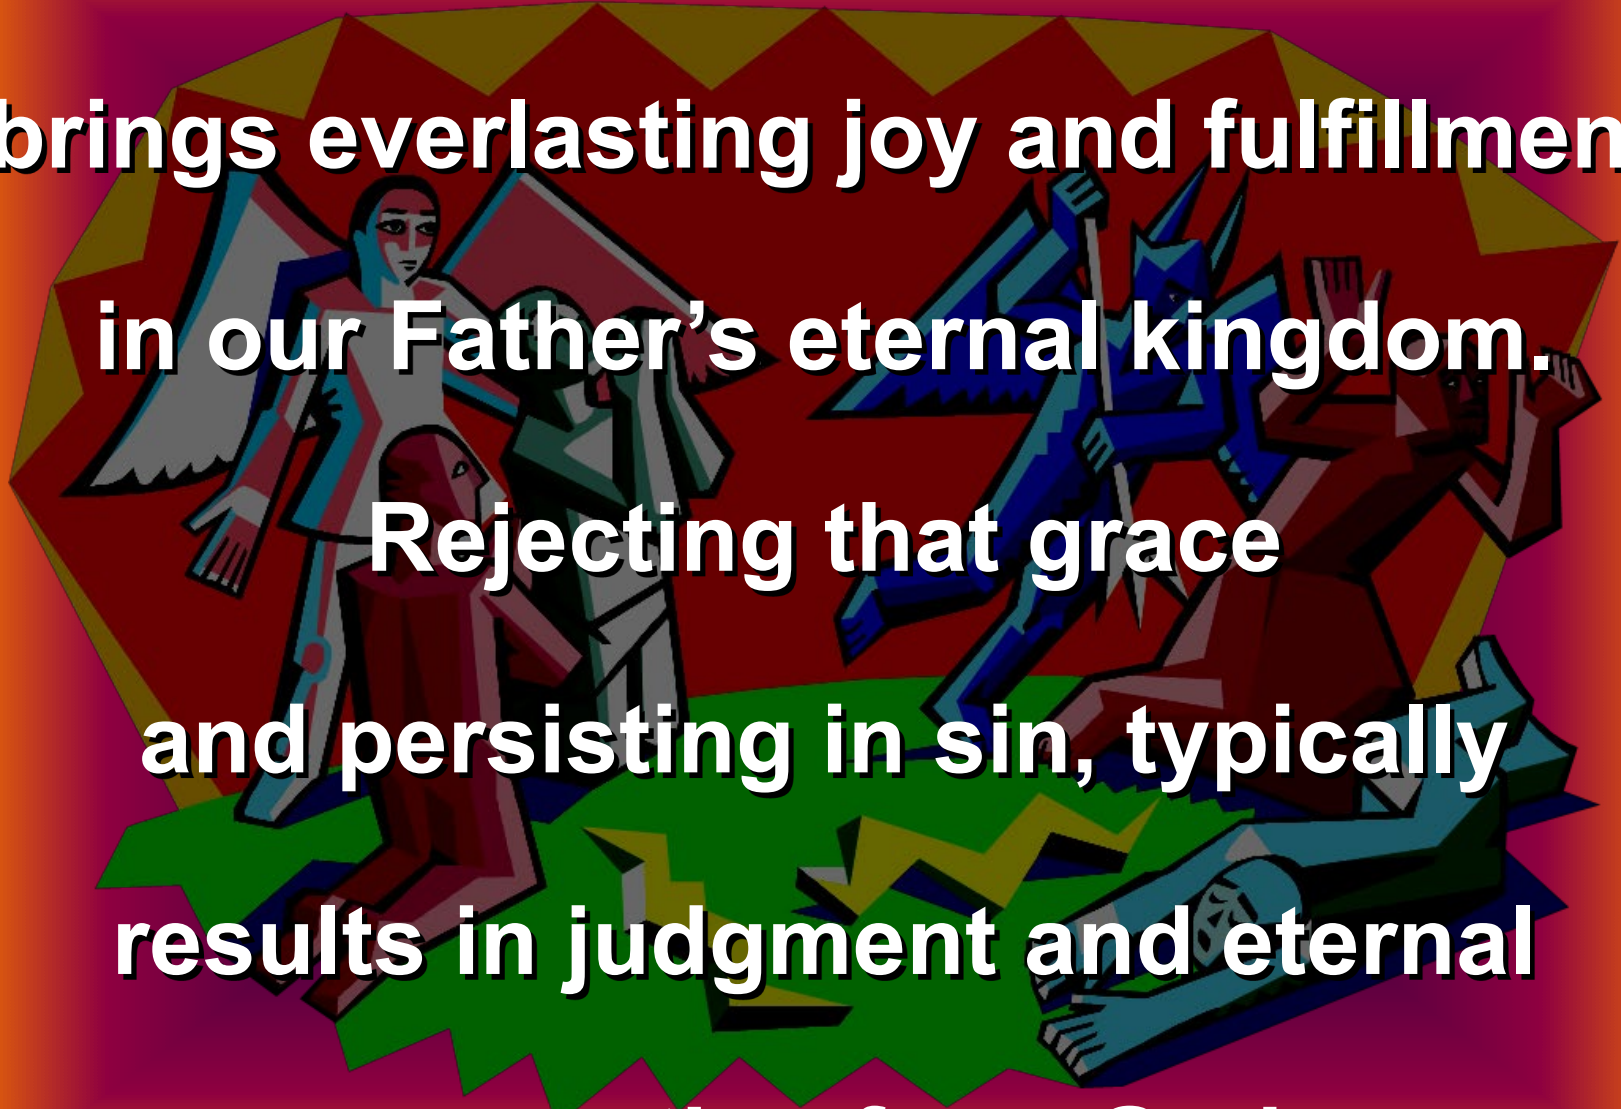 brings everlasting joy and fulfillmen
in our Father’s eternal kingdom.
Rejecting that grace
and persisting in sin, typically
results in judgment and eternal